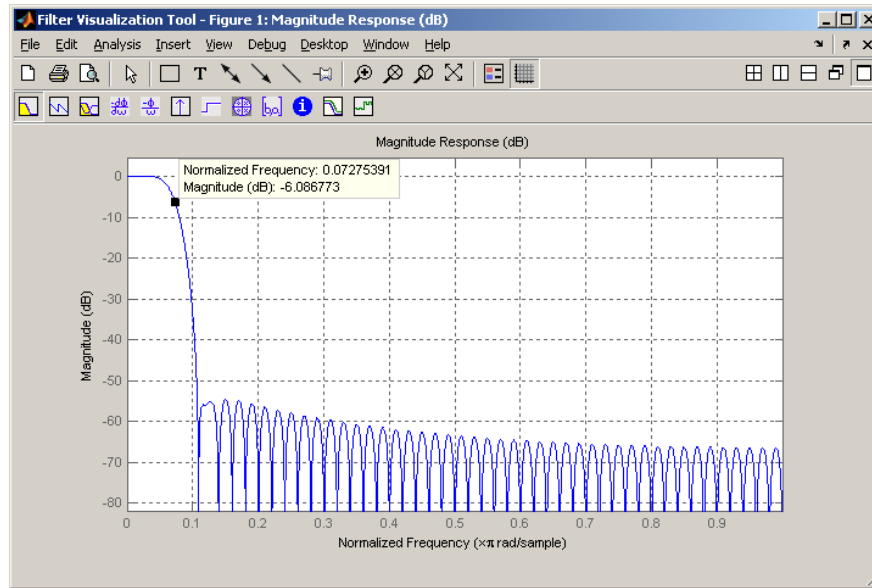 Filter Visualization Tool - Figure 1: Magnitude Response (dB)
File Edit Analysis Insert View Debug Desktop Window Help
Magnitude Response (dB)
Normalized Frequency: 0.07275391
Magnitude (dB): -6.086773
0
-10
-20
-30
-40
-50
-60
-70
-80
Magnitude (dB)
0 0.1 0.2 0.3 0.4 0.5 0.6 0.7 0.8 0.9
Normalized Frequency (×π rad/sample)